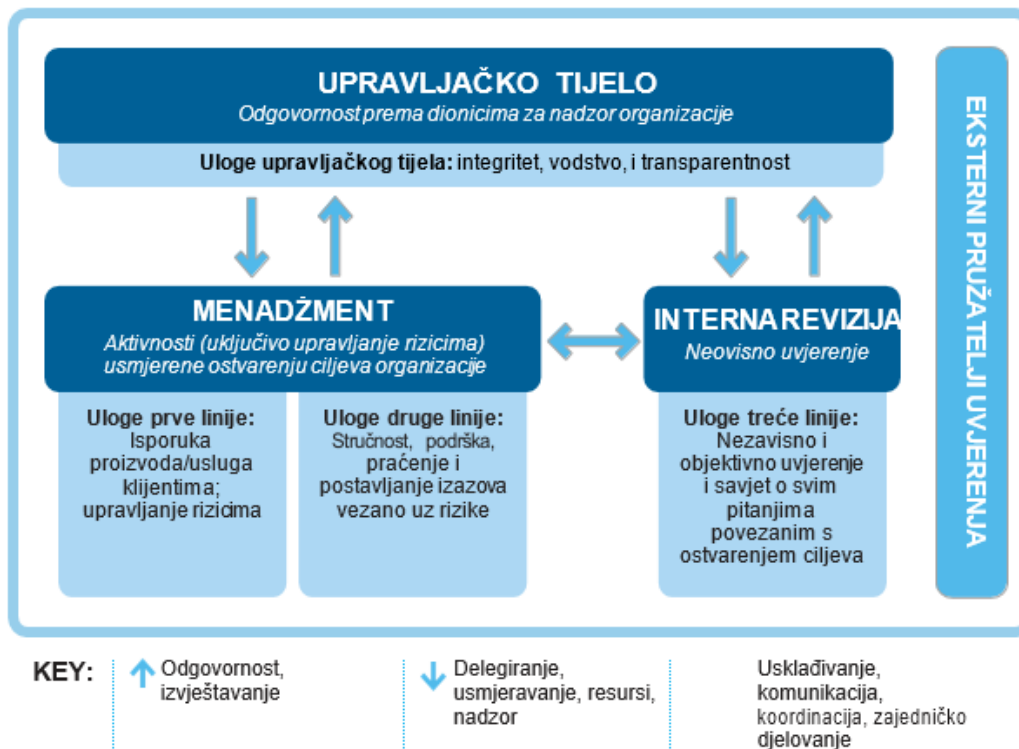 UPRAVLJAČKO TIJELO
Odgovornost prema dionicima za nadzor organizacije
Uloge upravljačkog tijela: integritet, vodstvo, i transparentnost
MENADŽMENT
Aktivnosti (uključivo upravljanje rizicima)
usmjerene ostvarenju ciljeva organizacije
Uloge prve linije:
Isporuka
proizvoda/usluga
klijentima;
upravljanje rizicima
Uloge druge linije:
Stručnost, podrška,
praćenje i
postavljanje izazova
vezano uz rizike
INTERNA REVIZIJA
Neovisno uvjerenje
Uloge treće linije:
Nezavisno i
objektivno uvjerenje
i savjet o svim
pitanjima
povezanim s
ostvarenjem ciljeva
EKSTERNI PRUŽATELJI UVJERENJA
KEY:
Odgovornost,
izvještavanje
Delegiranje,
usmjeravanje, resursi,
nadzor
Usklađivanje,
komunikacija,
koordinacija, zajedničko
djelovanje